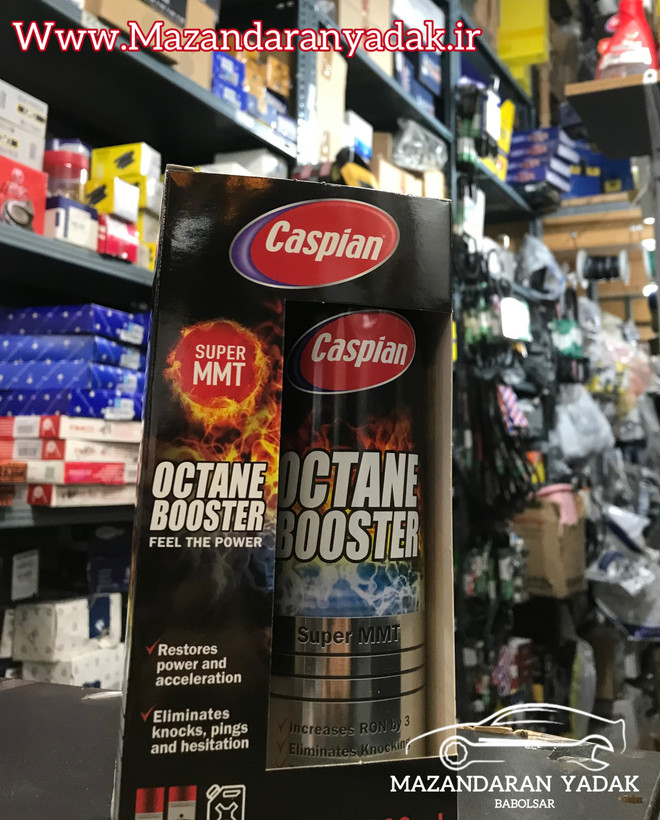 Www.Mazandaranyadak.ir
Caspian
SUPER
MMT
OCTANE
BOOSTER
FEEL THE POWER
Restores
power and
acceleration
Eliminates
knocks, pings
and hesitation
Caspian
OCTANE
BOOSTER
Super MMT
Increases RON by 3
Eliminates Knocking
MAZANDARAN YADAK
BABOLSAR